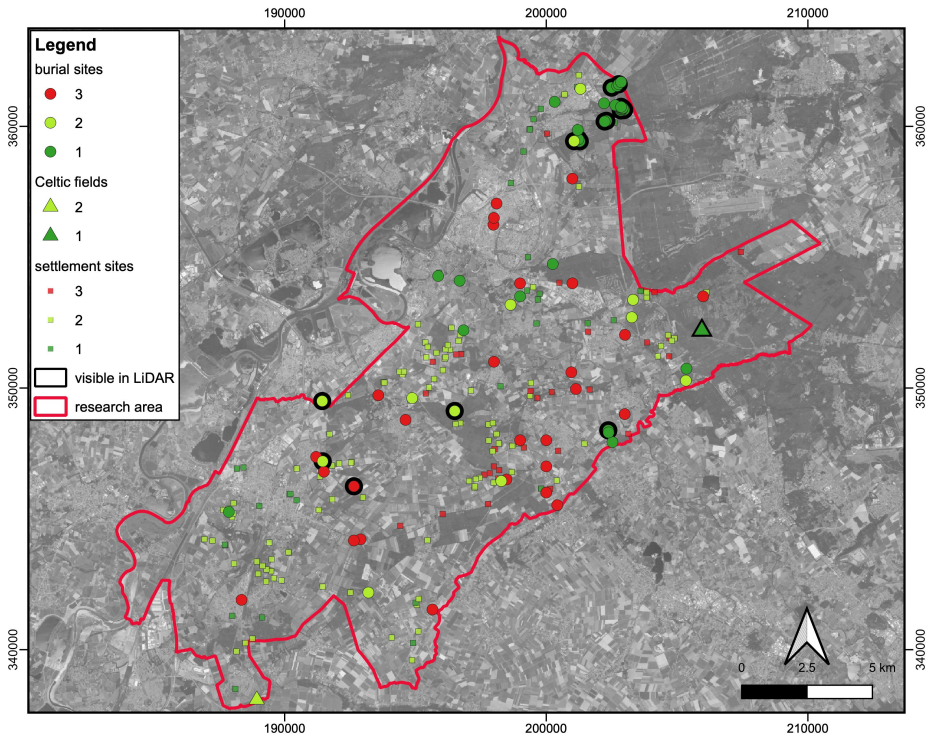 190000 200000 210000
Legend
burial sites
3
2
1
Celtic fields
2
1
settlement sites
3
2
1
visible in LiDAR
research area
360000 360000
350000 350000
340000 340000
0 2.5 5 km
190000 200000 210000